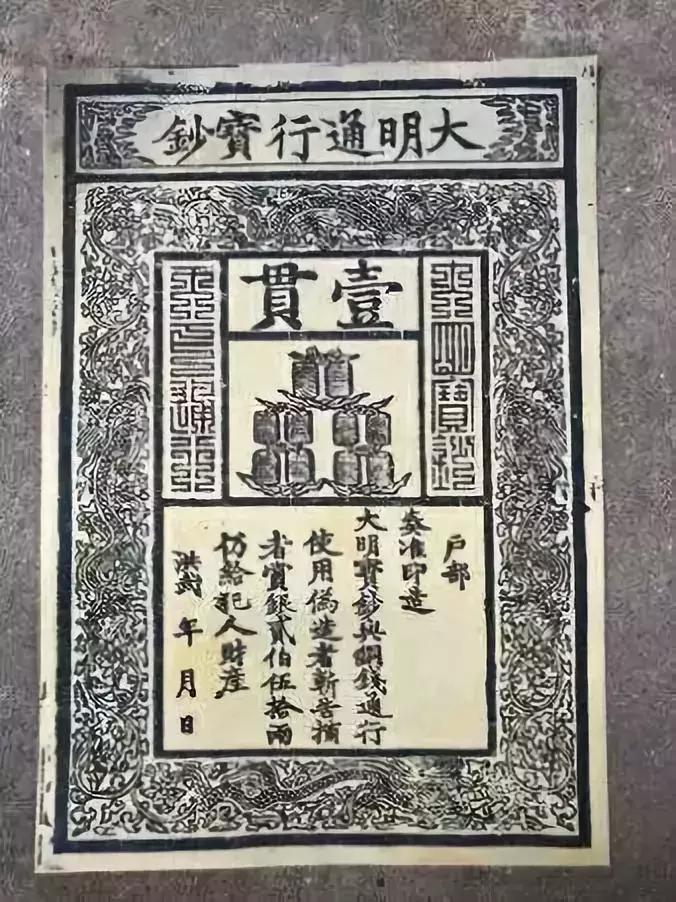 大明通行寶鈔
壹貫
大明寶鈔
天下通行
戶部
奏准印造
大明寶鈔與銅錢通行
使用偽造者斬告捕
者賞銀貳伯伍拾兩
仍給犯人財產
洪武 年 月 日